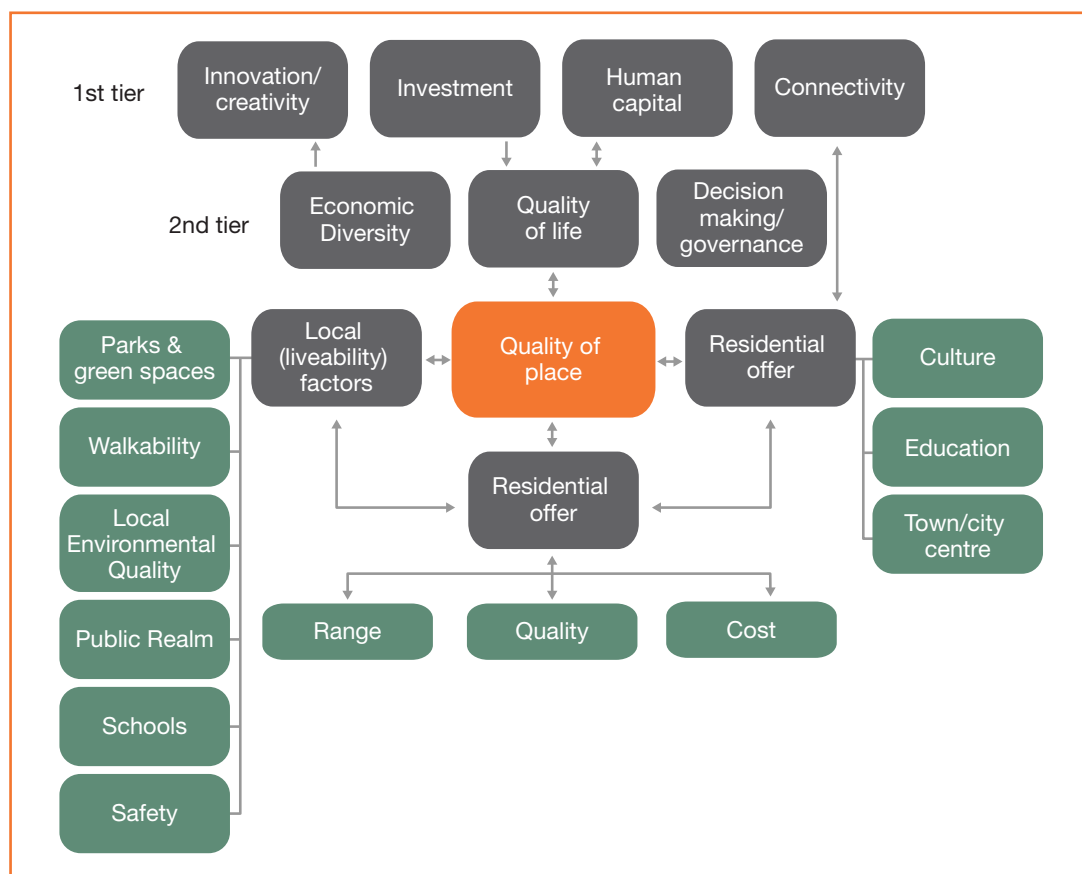 1st tier
Innovation/
creativity
Investment
Human
capital
Connectivity
2nd tier
Economic
Diversity
Quality
of life
Decision
making/
governance
Parks &
green spaces
Local
(liveability)
factors
Quality of
place
Residential
offer
Culture
Walkability
Education
Residential
offer
Local
Environmental
Quality
Town/city
centre
Public Realm
Range
Quality
Cost
Schools
Safety